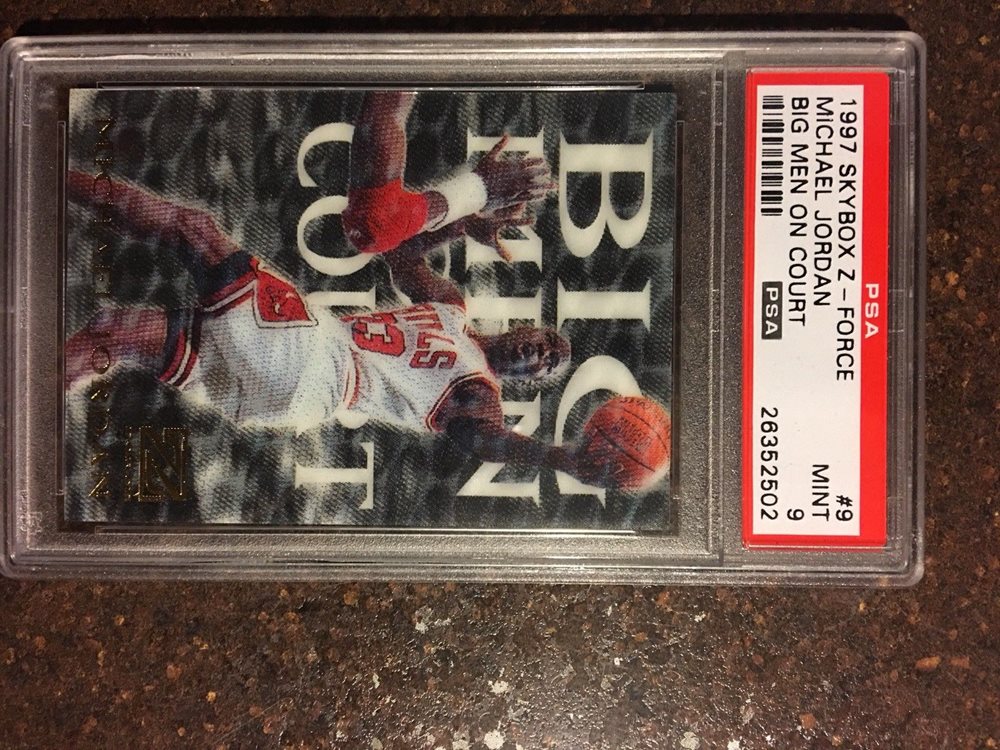 PSA
1997 SKYBOX Z-FORCE #9
MICHAEL JORDAN MINT
BIG MEN ON COURT 9
PSA 26352502
BIG
MEN
COURT
BULLS
23
MICHAEL JORDAN
Z